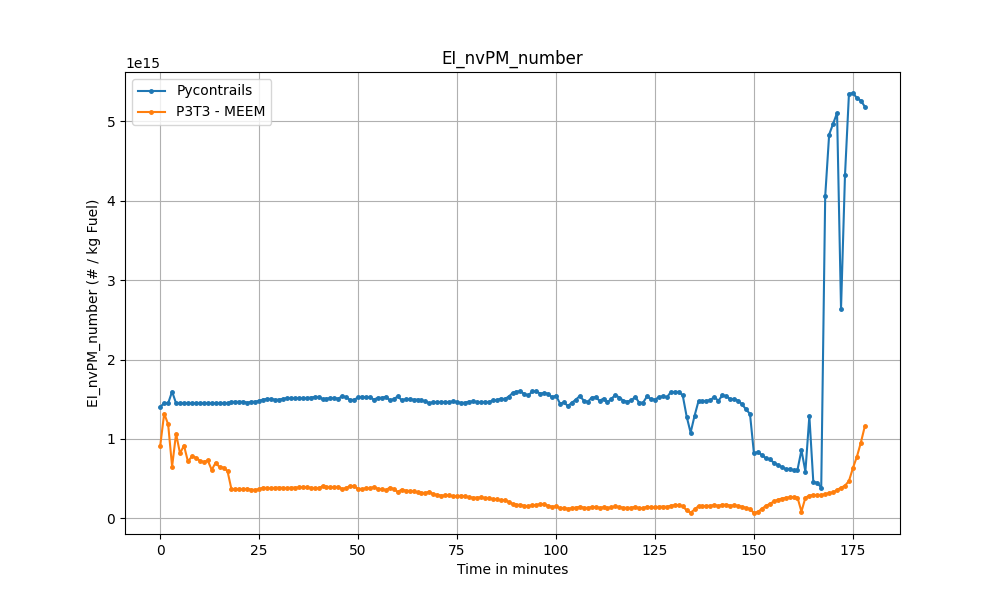 EI_nvPM_number
1e15
Pycontrails
P3T3 - MEEM
EI_nvPM_number (# / kg Fuel)
5
4
3
2
1
0
0 25 50 75 100 125 150 175
Time in minutes